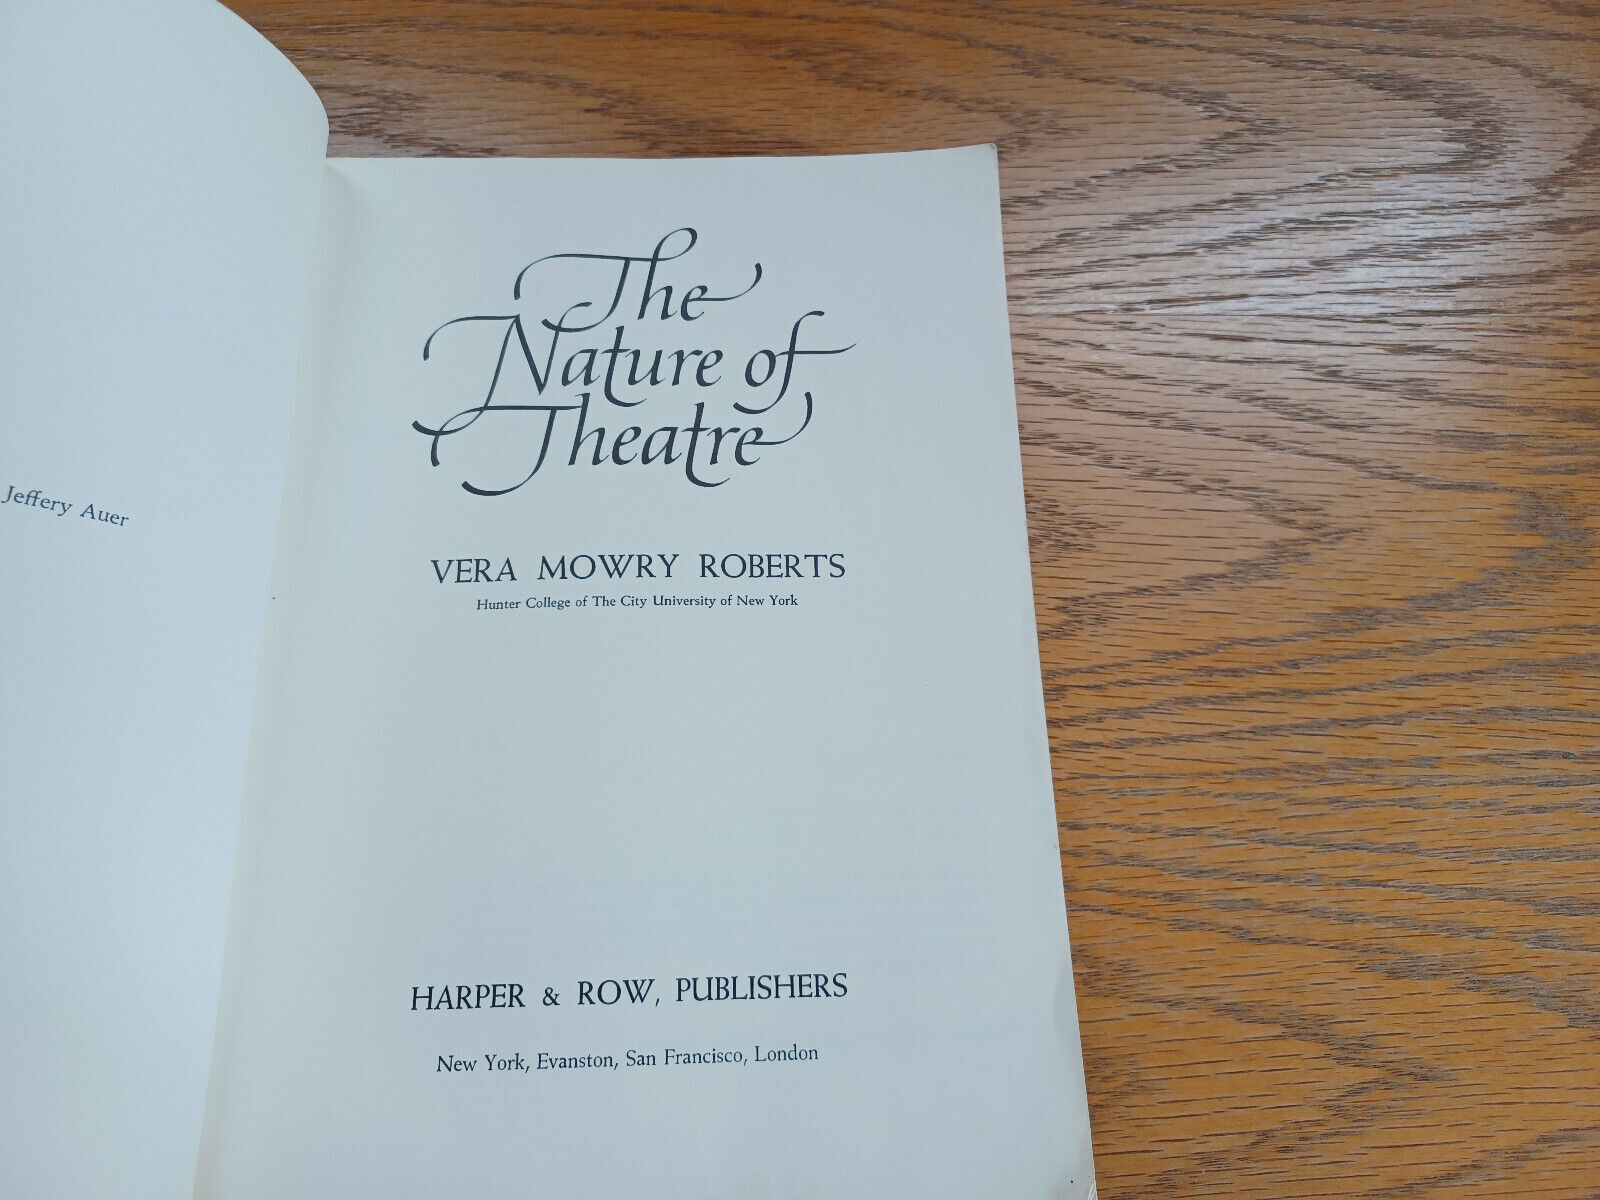 Jeffery Auer
The
Nature of
Theatre
VERA MOWRY ROBERTS
Hunter College of The City University of New York
HARPER & ROW, PUBLISHERS
New York, Evanston, San Francisco, London